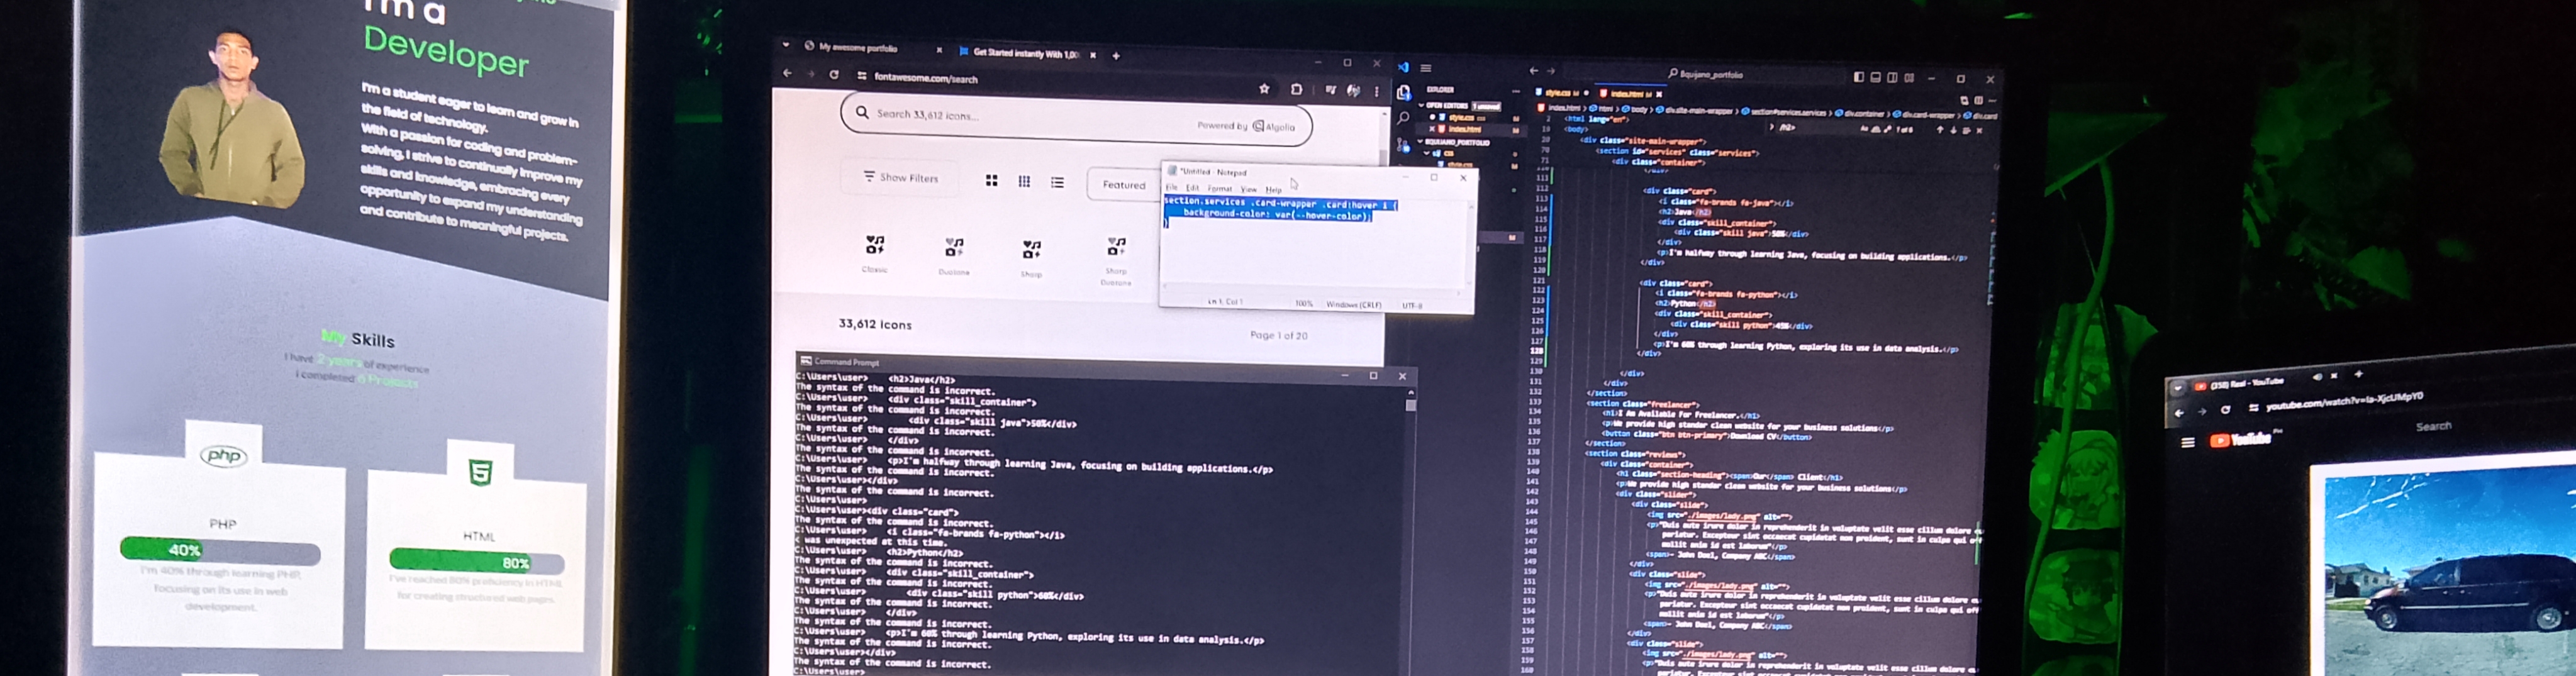 I'm a
Developer
I'm a student eager to learn and grow in
the field of technology.
With a passion for coding and problem-
solving, I strive to continually improve my
skills and knowledge, embracing every
opportunity to expand my understanding
and contribute to meaningful projects.
My Skills
I have 2 years of experience
I completed 6 Projects
php
PHP
40%
I'm 40% through learning PHP,
focusing on its use in web
development.
5
HTML
80%
I've reached 80% proficiency in HTML
for creating structured web pages.
My awesome portfolio
Get Started Instantly With 1,00
fontawesome.com/search
Search 33,612 icons...
Powered by Algolia
Show Filters
Featured
Classic
Duotone
Sharp
Sharp
Duotone
33,612 Icons
Page 1 of 20
*Untitled - Notepad
File Edit Format View Help
section.services .card-wrapper .card:hover i {
background-color: var(--hover-color);
}
Ln 1, Col 1
100%
Windows (CRLF)
UTF-8
Command Prompt
C:\Users\user>    <h2>Java</h2>
The syntax of the command is incorrect.
C:\Users\user>    <div class="skill_container">
The syntax of the command is incorrect.
C:\Users\user>       <div class="skill java">50%</div>
The syntax of the command is incorrect.
C:\Users\user>    </div>
The syntax of the command is incorrect.
C:\Users\user>    <p>I'm halfway through learning Java, focusing on building applications.</p>
The syntax of the command is incorrect.
C:\Users\user></div>
The syntax of the command is incorrect.
C:\Users\user>
C:\Users\user><div class="card">
The syntax of the command is incorrect.
C:\Users\user>    <i class="fa-brands fa-python"></i>
< was unexpected at this time.
C:\Users\user>    <h2>Python</h2>
The syntax of the command is incorrect.
C:\Users\user>    <div class="skill_container">
The syntax of the command is incorrect.
C:\Users\user>       <div class="skill python">60%</div>
The syntax of the command is incorrect.
C:\Users\user>    </div>
The syntax of the command is incorrect.
C:\Users\user>    <p>I'm 60% through learning Python, exploring its use in data analysis.</p>
The syntax of the command is incorrect.
C:\Users\user></div>
The syntax of the command is incorrect.
C:\Users\user>
EXPLORER
OPEN EDITORS 1 unsaved
style.css
index.html
BQUIJANO_PORTFOLIO
css
style.css
Bquijano_portfolio
style.css M
index.html M
index.html > html > body > div.site-main-wrapper > section#services.services > div.container > div.card-wrapper > div.card
/h2>
<html lang="en">
<body>
<div class="site-main-wrapper">
<section id="services" class="services">
<div class="container">
</div>
<div class="card">
<i class="fa-brands fa-java"></i>
<h2>Java</h2>
<div class="skill_container">
<div class="skill java">50%</div>
</div>
<p>I'm halfway through learning Java, focusing on building applications.</p>
</div>
<div class="card">
<i class="fa-brands fa-python"></i>
<h2>Python</h2>
<div class="skill_container">
<div class="skill python">45%</div>
</div>
<p>I'm 60% through learning Python, exploring its use in data analysis.</p>
</div>
</div>
</div>
</section>
<section class="freelancer">
<h1>I Am Available For Freelancer.</h1>
<p>We provide high stander clean website for your business solutions</p>
<button class="btn btn-primary">Download CV</button>
</section>
<section class="reviews">
<div class="container">
<h1 class="section-heading"><span>Our</span> Client</h1>
<p>We provide high stander clean website for your business solutions</p>
<div class="slider">
<div class="slide">
<img src="./images/lady.png" alt="">
<p>"Duis aute irure dolor in reprehenderit in voluptate velit esse cillum dolore
pariatur. Excepteur sint occaecat cupidatat non proident, sunt in culpa qui off
mollit anim id est laborum"</p>
<span>- John Doel, Company ABC</span>
</div>
<div class="slide">
<img src="./images/lady.png" alt="">
<p>"Duis aute irure dolor in reprehenderit in voluptate velit esse cillum dolore
pariatur. Excepteur sint occaecat cupidatat non proident, sunt in culpa qui off
mollit anim id est laborum"</p>
<span>- John Doel, Company ABC</span>
</div>
<div class="slide">
<img src="./images/lady.png" alt="">
<p>"Duis aute irure dolor in reprehenderit in voluptate velit esse cillum dolore
YouTube
Search